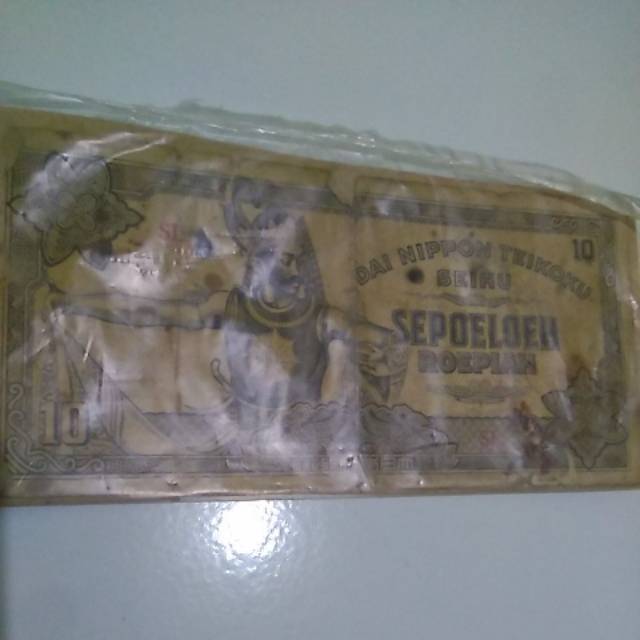 10
DAI NIPPON TEIKOKU
SEIHU
SEPOELOEH
ROEPIAH
10